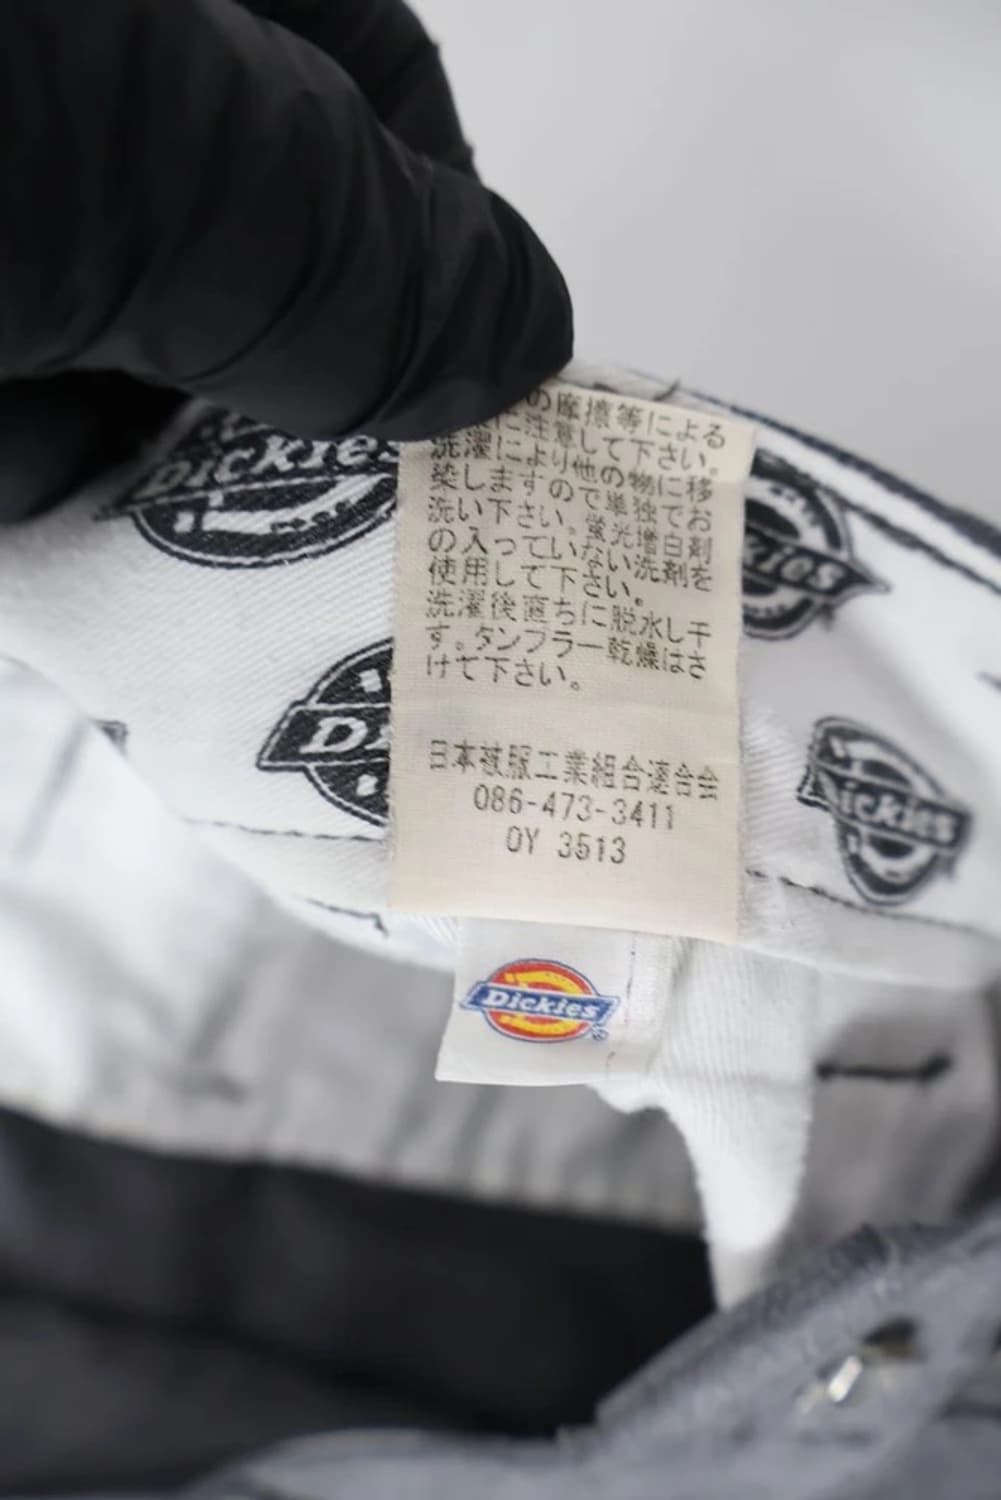 の摩擦等による
に注意して下さい。
洗濯により他の物に移
染しますので単独でお
洗い下さい。蛍光増白剤
の入っていない洗剤を
使用して下さい。
洗濯後直ちに脱水し干
す。タンブラー乾燥はさ
けて下さい。
日本被服工業組合連合会
086-473-3411
OY 3513
Dickies
Dickies
Dickies